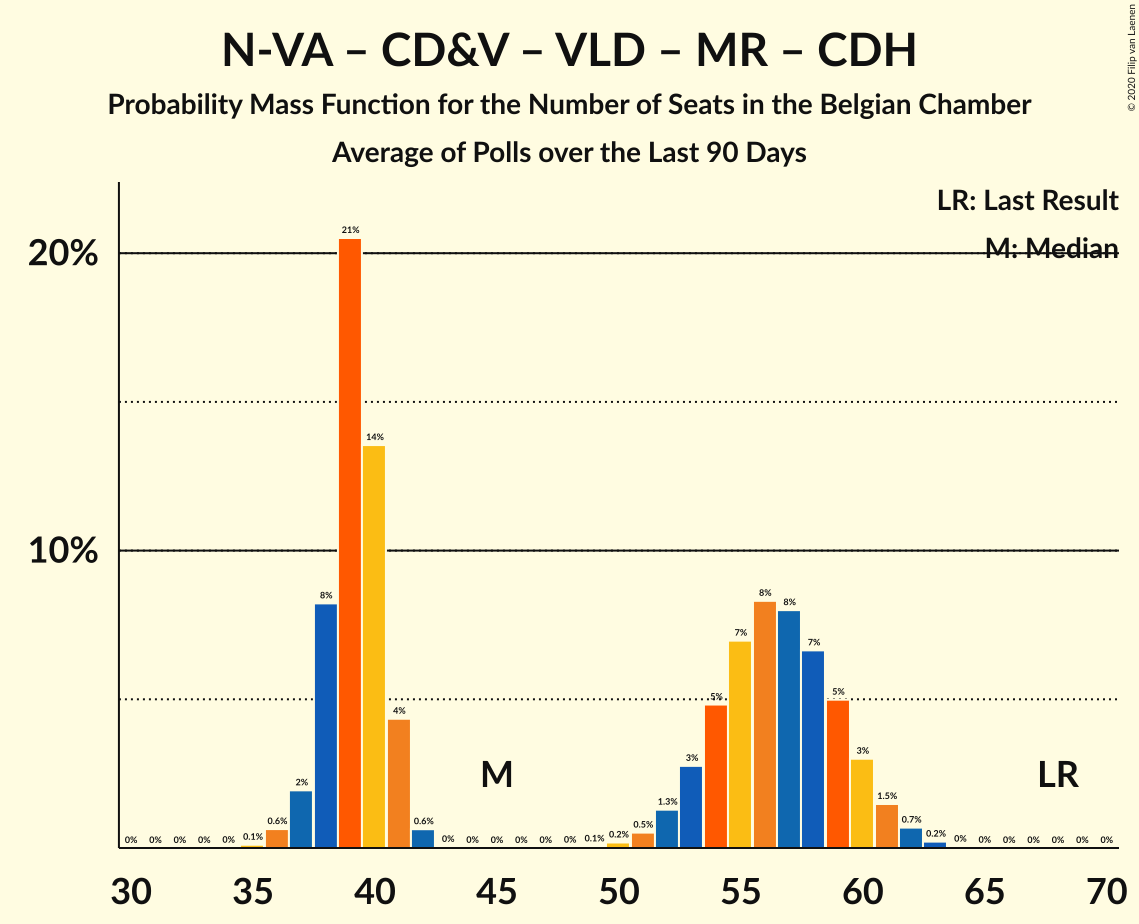 N-VA – CD&V – VLD – MR – CDH
Probability Mass Function for the Number of Seats in the Belgian Chamber
Average of Polls over the Last 90 Days
© 2020 Filip van Laenen
LR: Last Result
M: Median
20%
10%
0% 0% 0% 0% 0% 0.1% 0.6% 2% 8% 21% 14% 4% 0.6% 0% 0% 0% 0% 0% 0% 0.1% 0.2% 0.5% 1.3% 3% 5% 7% 8% 8% 7% 5% 3% 1.5% 0.7% 0.2% 0% 0% 0% 0% 0% 0% 0%
M
LR
30 35 40 45 50 55 60 65 70